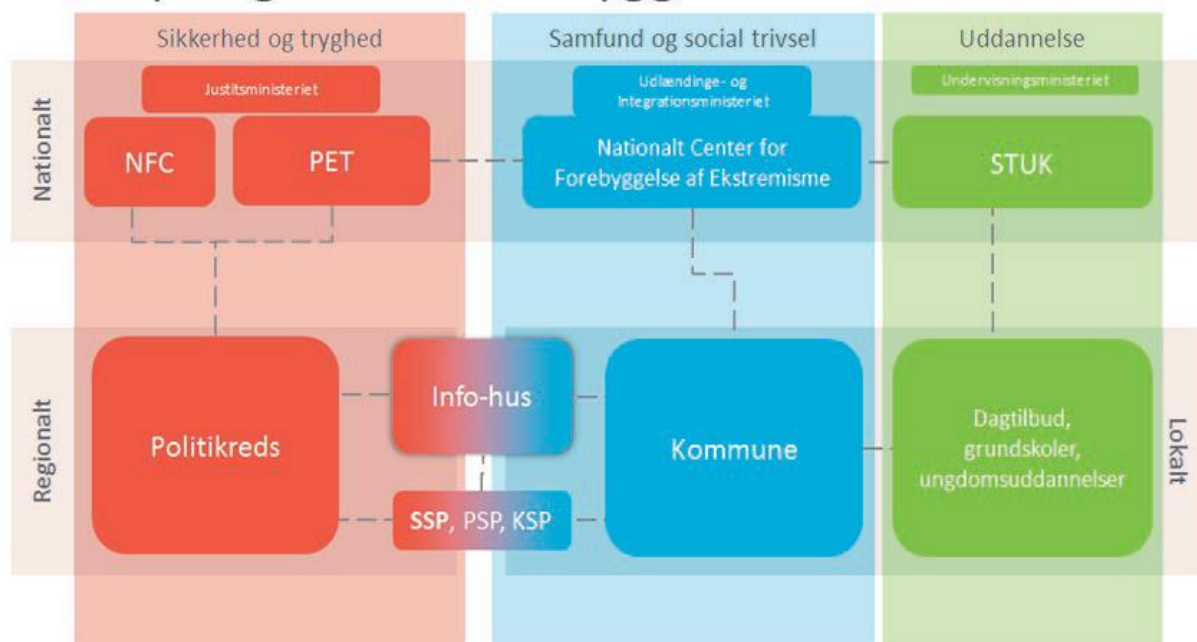 Sikkerhed og tryghed
Samfund og social trivsel
Uddannelse
Nationalt
Justitsministeriet
Udlændinge- og
Integrationsministeriet
Undervisningsministeriet
NFC
PET
Nationalt Center for
Forebyggelse af Ekstremisme
STUK
Regionalt
Politikreds
Info-hus
SSP, PSP, KSP
Kommune
Dagtilbud,
grundskoler,
ungdomsuddannelser
Lokalt